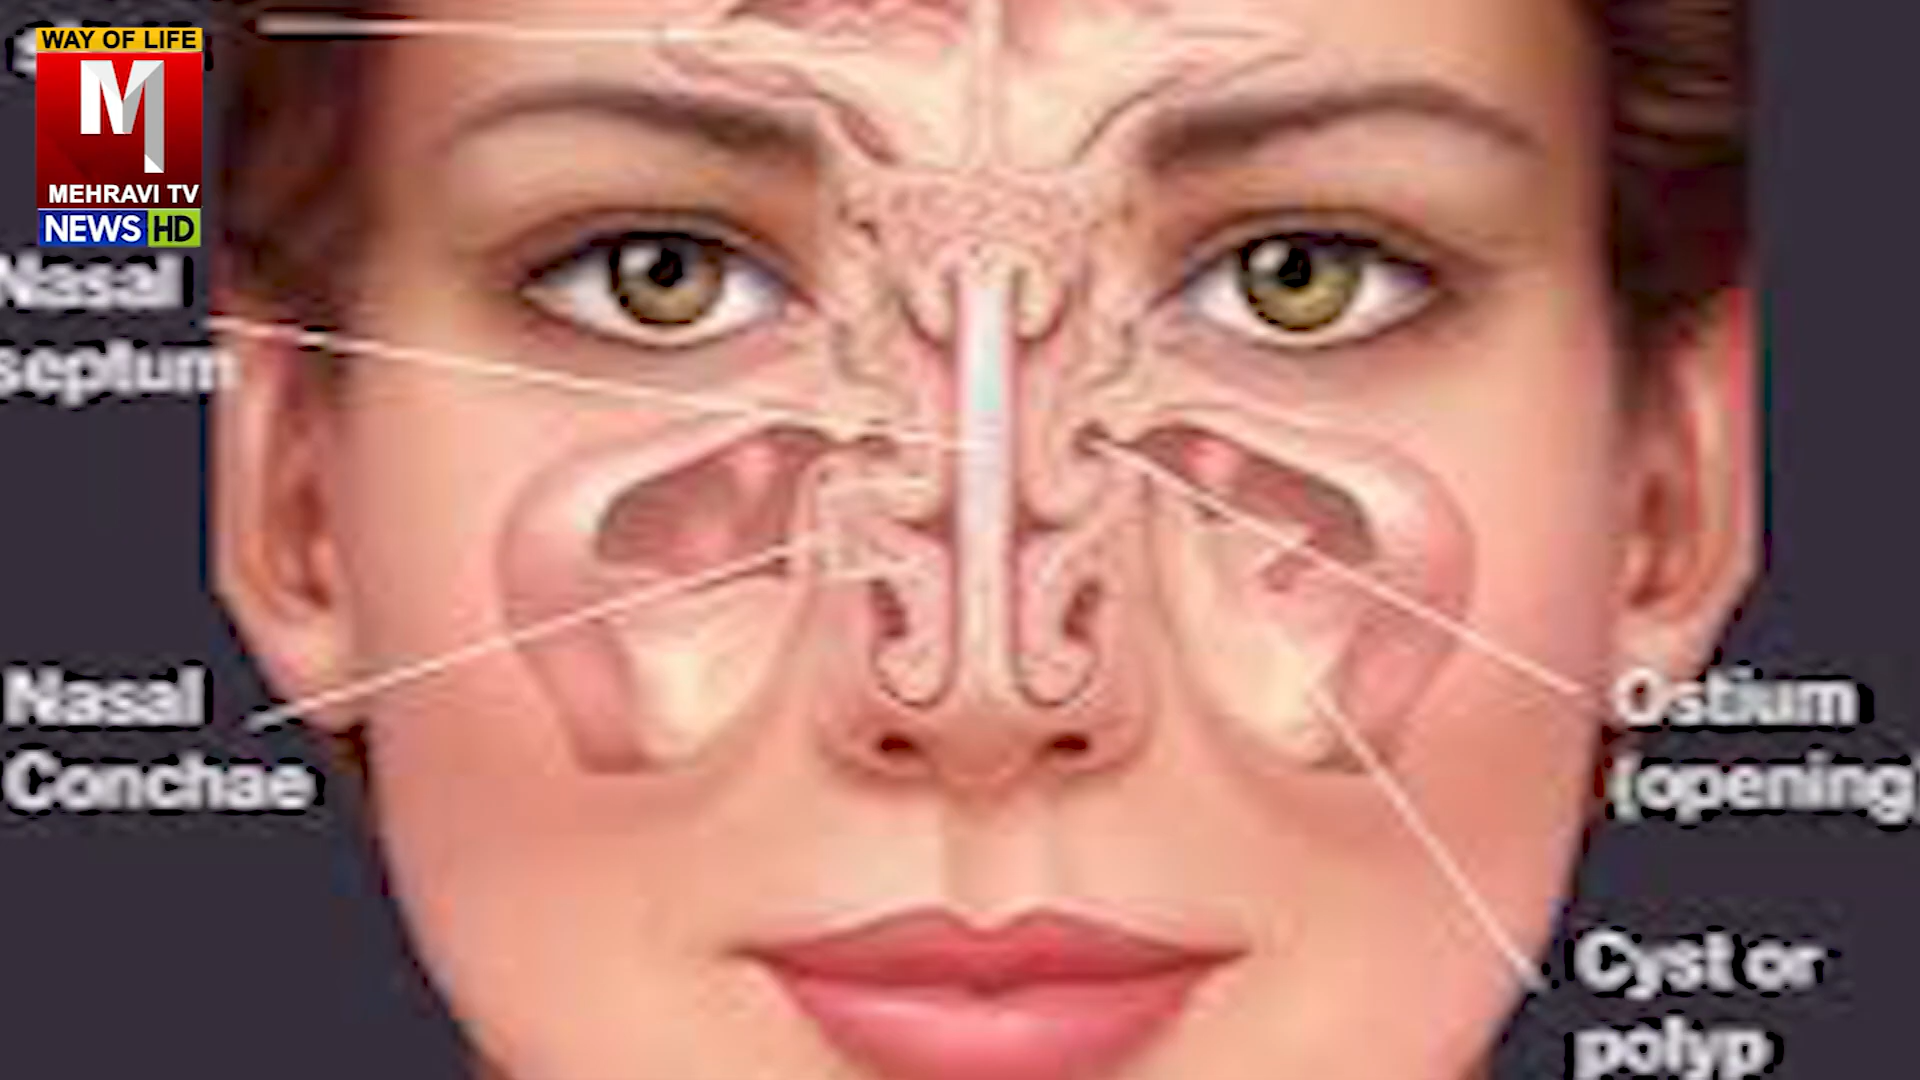 WAY OF LIFE
M
MEHRAVI TV
NEWS HD
Nasal
septum
Nasal
Conchae
Ostium
(opening)
Cyst or
polyp